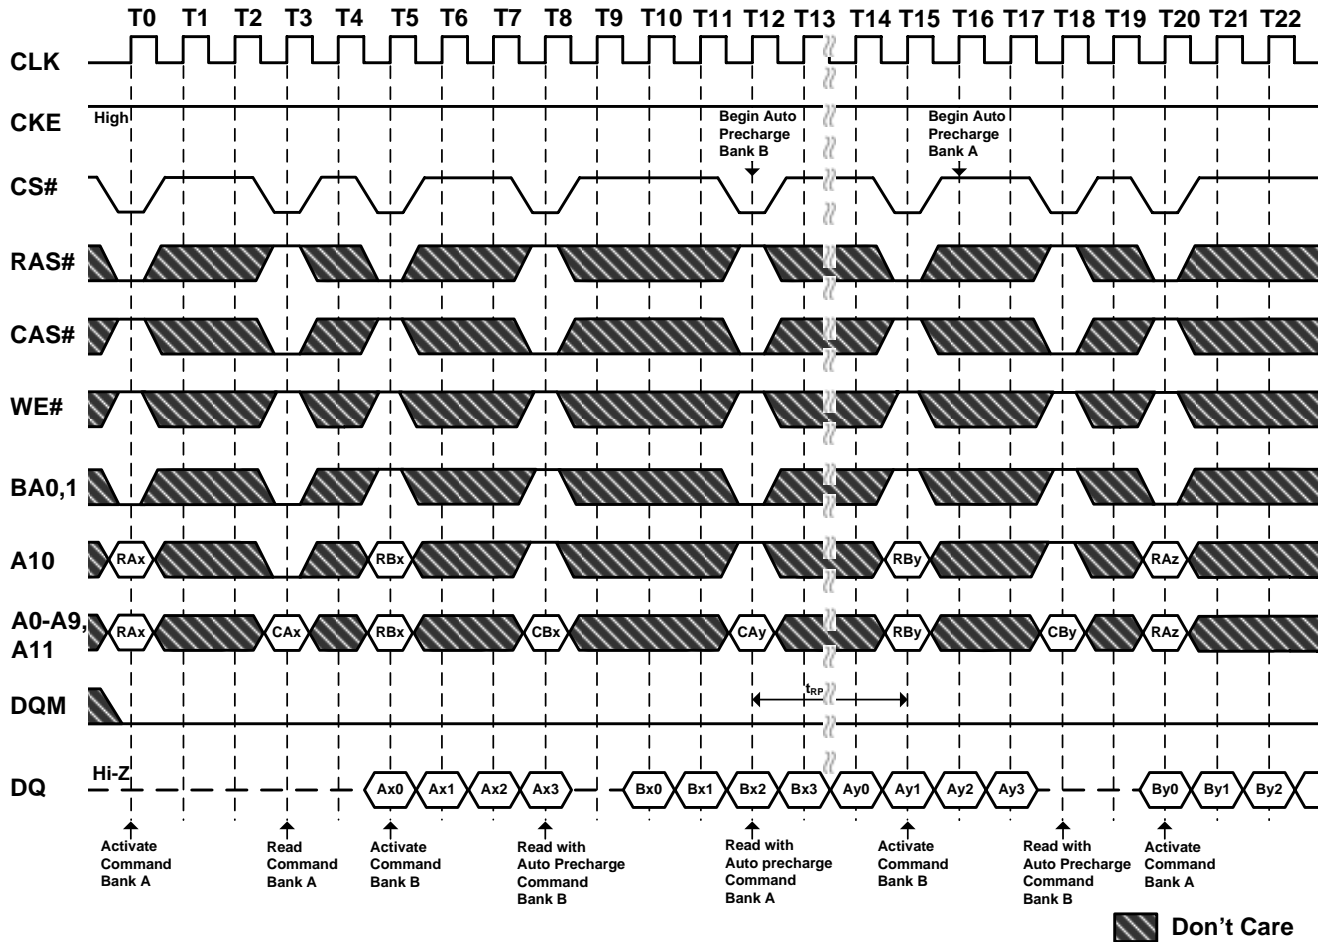 T0 T1 T2 T3 T4 T5 T6 T7 T8 T9 T10 T11 T12 T13 T14 T15 T16 T17 T18 T19 T20 T21 T22
CLK
CKE
High
Begin Auto
Precharge
Bank B
Begin Auto
Precharge
Bank A
CS#
RAS#
CAS#
WE#
BA0,1
A10
RAx RBx RBy RAz
A0-A9,
A11
RAx CAx RBx CBx CAy RBy CBy RAz
DQM
tRP
DQ
Hi-Z
Ax0 Ax1 Ax2 Ax3 Bx0 Bx1 Bx2 Bx3 Ay0 Ay1 Ay2 Ay3 By0 By1 By2
Activate
Command
Bank A
Read
Command
Bank A
Activate
Command
Bank B
Read with
Auto Precharge
Command
Bank B
Read with
Auto precharge
Command
Bank A
Activate
Command
Bank B
Read with
Auto Precharge
Command
Bank B
Activate
Command
Bank A
Don't Care